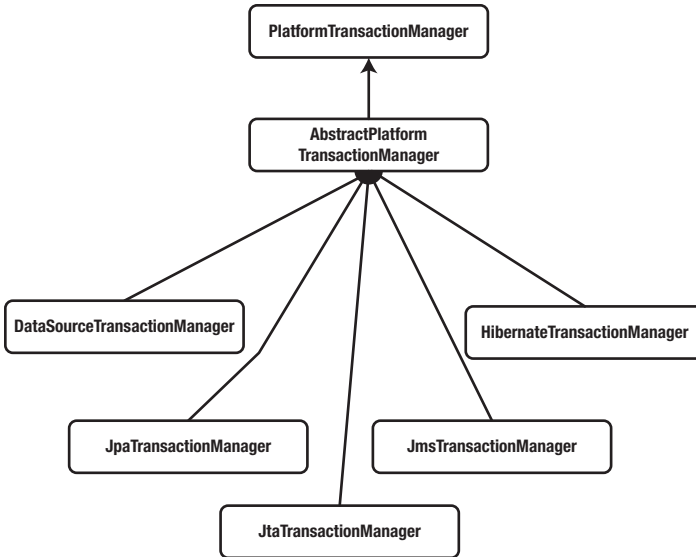 PlatformTransactionManager
AbstractPlatform
TransactionManager
DataSourceTransactionManager
HibernateTransactionManager
JpaTransactionManager
JmsTransactionManager
JtaTransactionManager